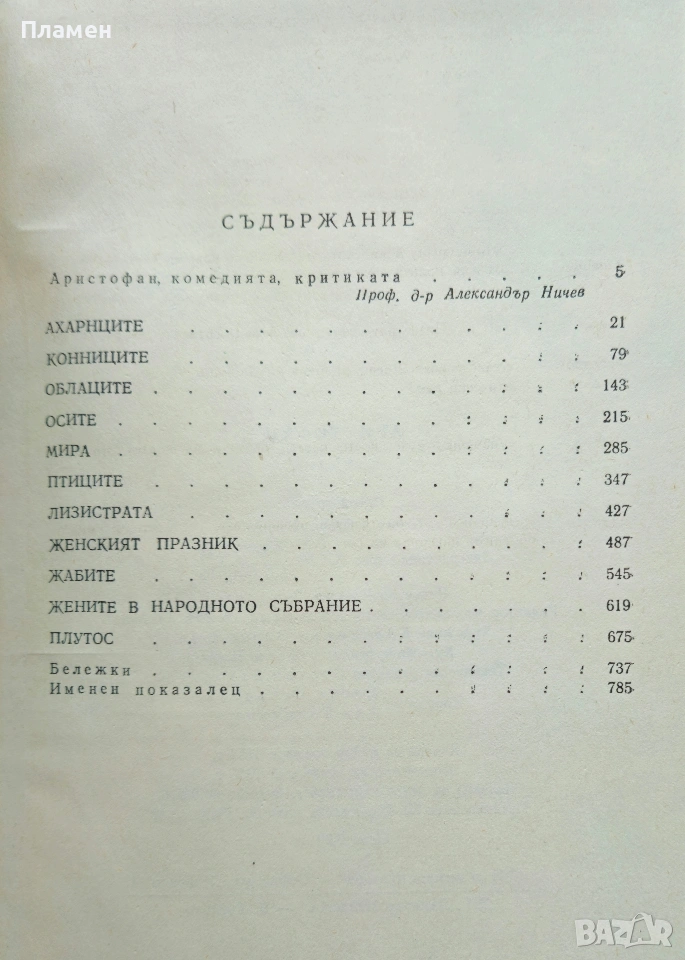 Пламен
СЪДЪРЖАНИЕ
Аристофан, комедията, критиката . . . . . 5
Проф. д-р Александър Ничев
АХАРНЦИТЕ . . . . . . . . . . . . 21
КОННИЦИТЕ . . . . . . . . . . . . 79
ОБЛАЦИТЕ . . . . . . . . . . . . 143
ОСИТЕ . . . . . . . . . . . . . 215
МИРА . . . . . . . . . . . . . . 285
ПТИЦИТЕ . . . . . . . . . . . . 347
ЛИЗИСТРАТА . . . . . . . . . . . 427
ЖЕНСКИЯТ ПРАЗНИК . . . . . . . . . 487
ЖАБИТЕ . . . . . . . . . . . . . 545
ЖЕНИТЕ В НАРОДНОТО СЪБРАНИЕ . . . . . . 619
ПЛУТОС . . . . . . . . . . . . . 675
Бележки . . . . . . . . . . . . . 737
Именен показалец . . . . . . . . . 785
BAZAR